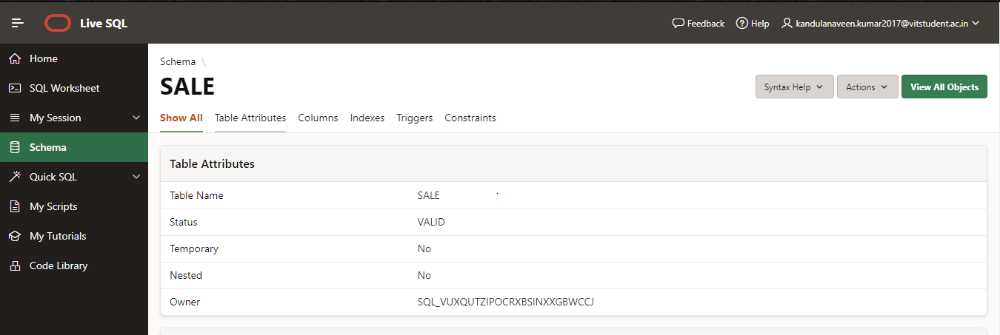 Live SQL
Feedback Help kandulanaveen.kumar2017@vitstudent.ac.in
Home
SQL Worksheet
My Session
Schema
Quick SQL
My Scripts
My Tutorials
Code Library
Schema \
SALE
Syntax Help Actions View All Objects
Show All Table Attributes Columns Indexes Triggers Constraints
Table Attributes
Table Name SALE
Status VALID
Temporary No
Nested No
Owner SQL_VUXQUTZIPOCRXBSINXXGBWCCJ